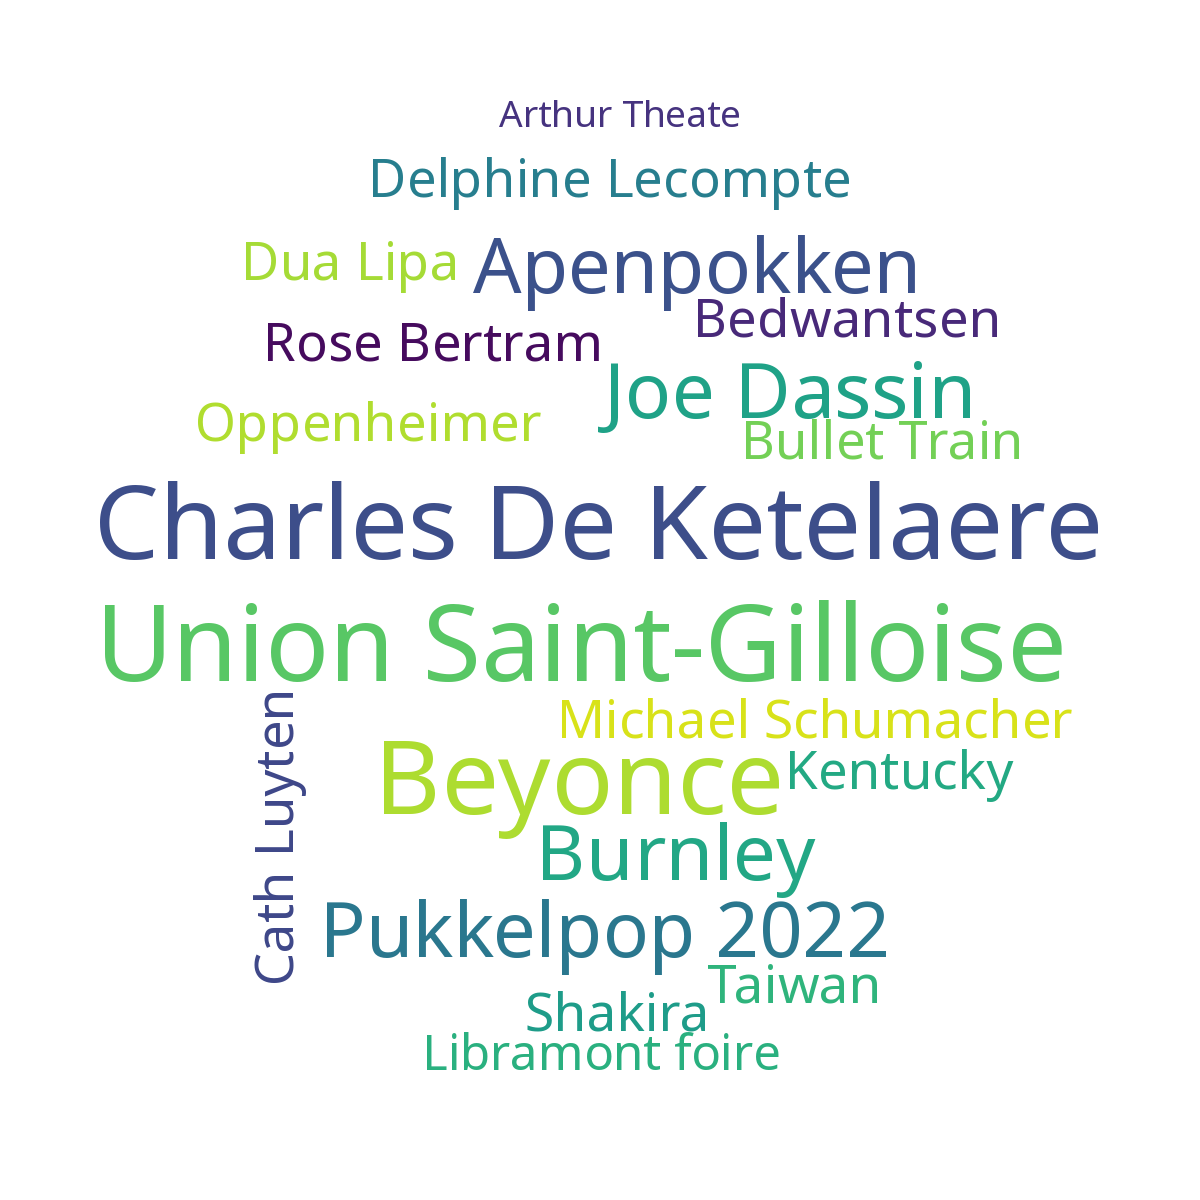 Arthur Theate
Delphine Lecompte
Dua Lipa
Apenpokken
Bedwantsen
Rose Bertram
Joe Dassin
Oppenheimer
Bullet Train
Charles De Ketelaere
Union Saint-Gilloise
Cath Luyten
Michael Schumacher
Beyonce
Kentucky
Burnley
Pukkelpop 2022
Taiwan
Shakira
Libramont foire